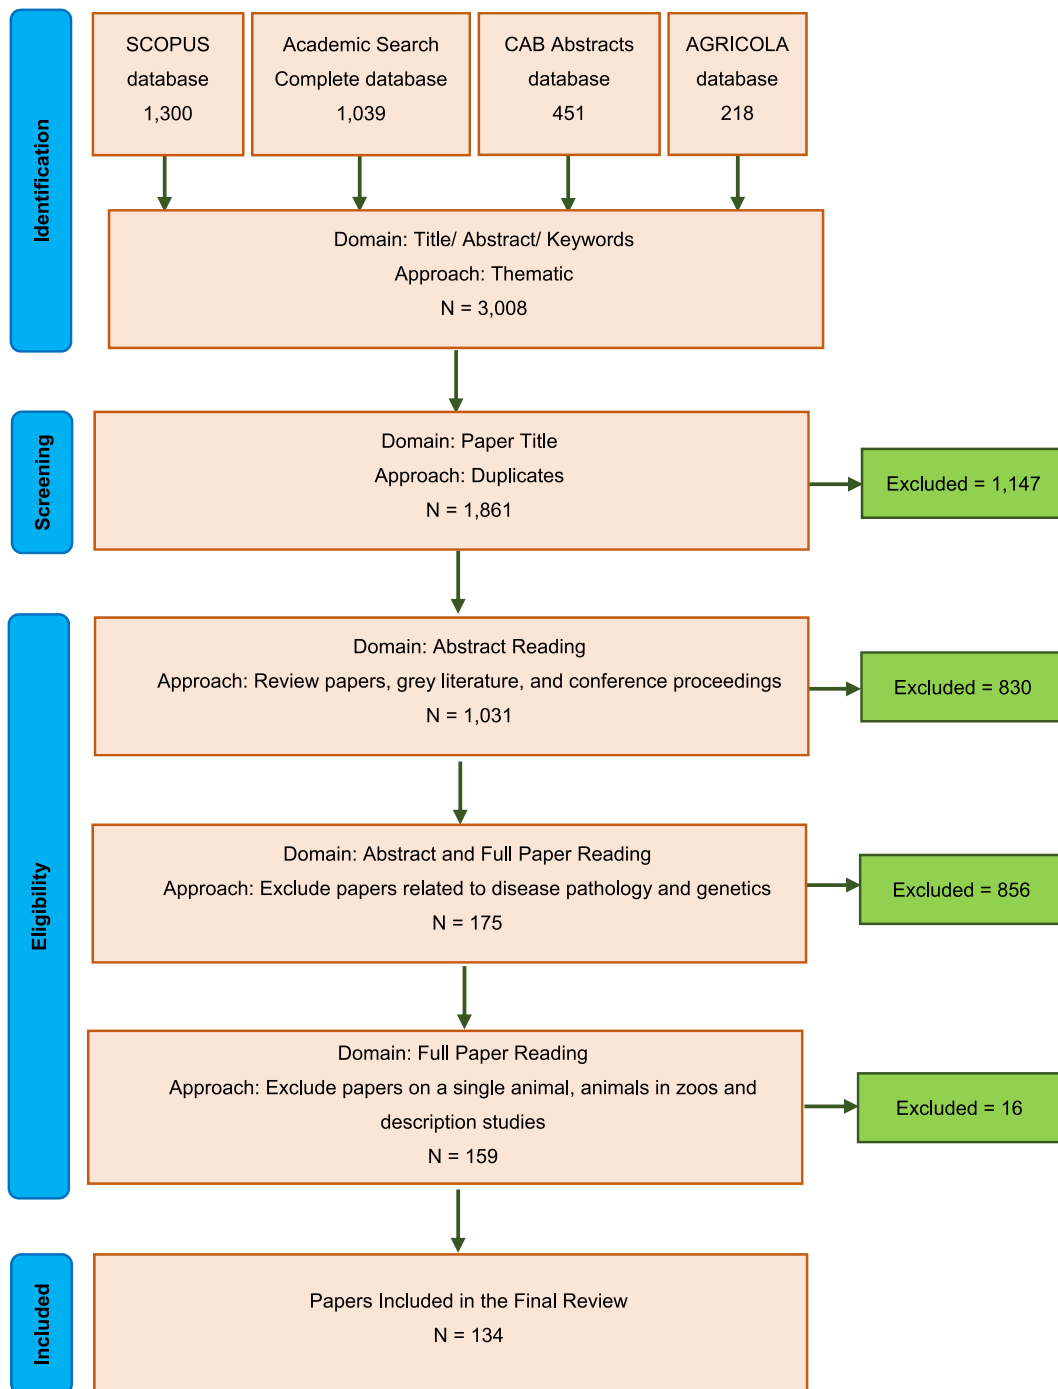 Identification
SCOPUS
database
1,300
Academic Search
Complete database
1,039
CAB Abstracts
database
451
AGRICOLA
database
218
Domain: Title/ Abstract/ Keywords
Approach: Thematic
N = 3,008
Screening
Domain: Paper Title
Approach: Duplicates
N = 1,861
Excluded = 1,147
Eligibility
Domain: Abstract Reading
Approach: Review papers, grey literature, and conference proceedings
N = 1,031
Excluded = 830
Domain: Abstract and Full Paper Reading
Approach: Exclude papers related to disease pathology and genetics
N = 175
Excluded = 856
Domain: Full Paper Reading
Approach: Exclude papers on a single animal, animals in zoos and
description studies
N = 159
Excluded = 16
Included
Papers Included in the Final Review
N = 134